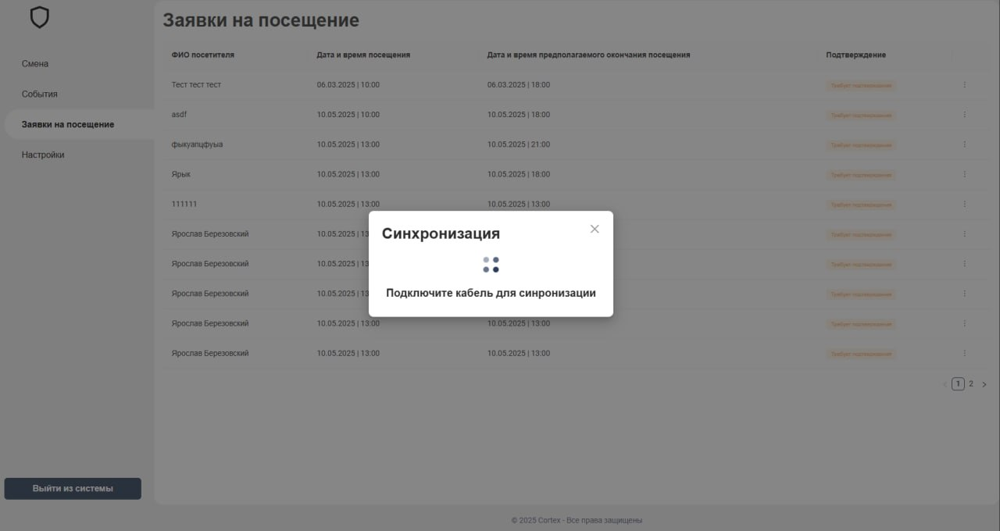 Заявки на посещение
Смена
События
Заявки на посещение
Настройки
Выйти из системы
ФИО посетителя Дата и время посещения Дата и время предполагаемого окончания посещения Подтверждение
Тест тест тест 06.03.2025 | 10:00 06.03.2025 | 18:00 Требует подтверждения
asdf 10.05.2025 | 10:00 10.05.2025 | 18:00 Требует подтверждения
фыкуапцфуыа 10.05.2025 | 13:00 10.05.2025 | 21:00 Требует подтверждения
Ярык 10.05.2025 | 13:00 10.05.2025 | 18:00 Требует подтверждения
111111 10.05.2025 | 13:00 10.05.2025 | 13:00 Требует подтверждения
Ярослав Березовский 10.05.2025 | 13 Требует подтверждения
Ярослав Березовский 10.05.2025 | 13 Требует подтверждения
Ярослав Березовский 10.05.2025 | 13 Требует подтверждения
Ярослав Березовский 10.05.2025 | 13:00 10.05.2025 | 13:00 Требует подтверждения
Ярослав Березовский 10.05.2025 | 13:00 10.05.2025 | 13:00 Требует подтверждения
Синхронизация
Подключите кабель для синронизации
1 2
© 2025 Cortex - Все права защищены